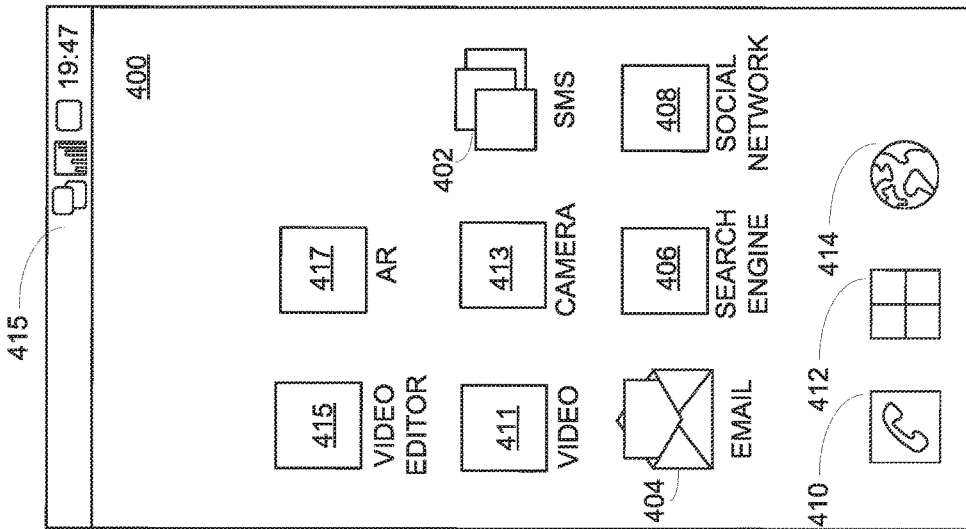 415
19:47
400
415
VIDEO
EDITOR
417
AR
411
VIDEO
413
CAMERA
402
SMS
404
EMAIL
406
SEARCH
ENGINE
408
SOCIAL
NETWORK
410
412
414